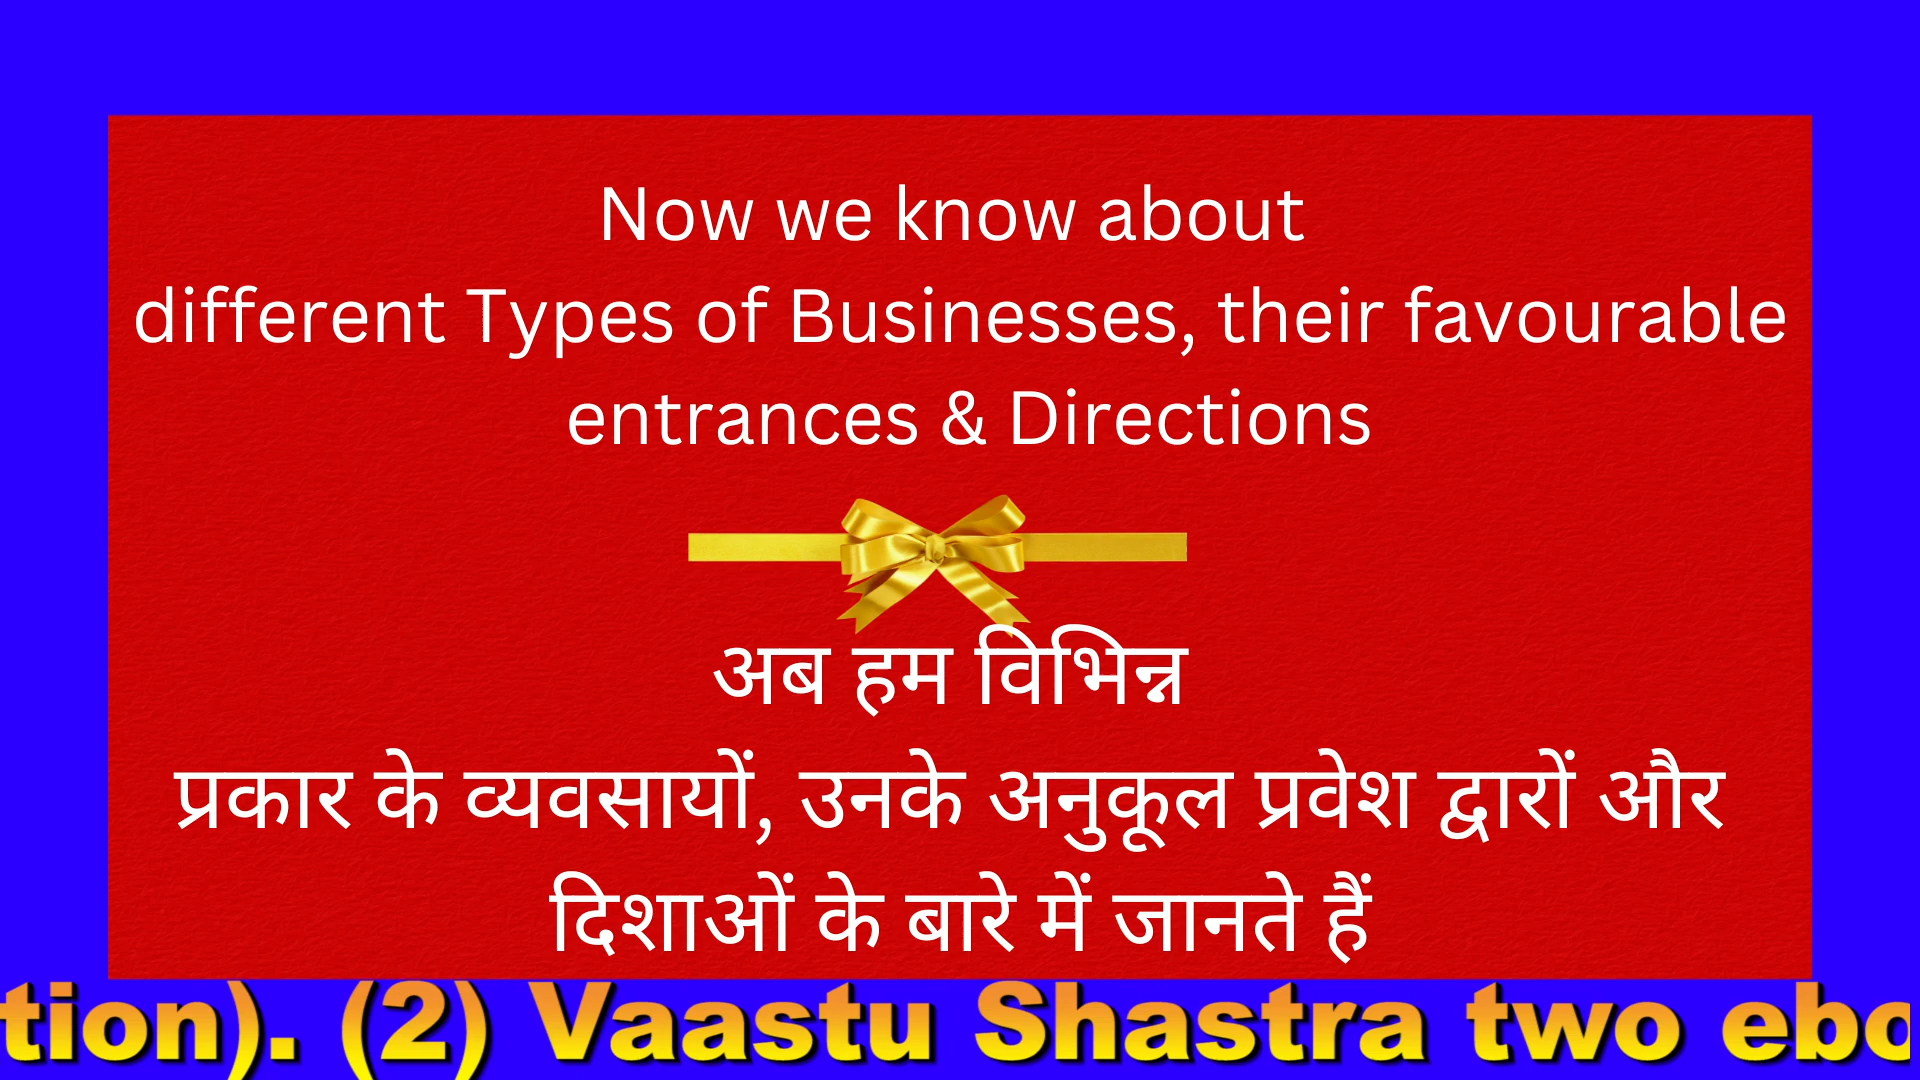 Now we know about
different Types of Businesses, their favourable
entrances & Directions
अब हम विभिन्न
प्रकार के व्यवसायों, उनके अनुकूल प्रवेश द्वारों और
दिशाओं के बारे में जानते हैं
tion). (2) Vaastu Shastra two ebo